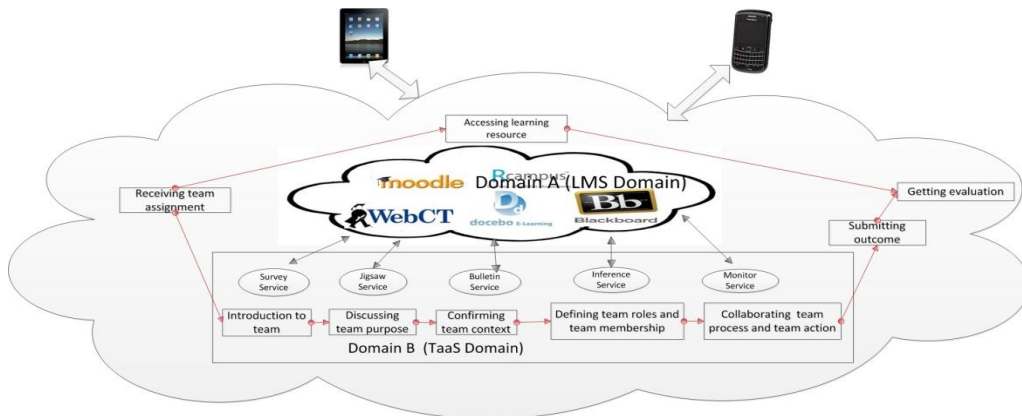 Accessing learning
resource
Rcampus
moodle
Domain A (LMS Domain)
Receiving team
assignment
Getting evaluation
WebCT
Dd
docebo E-Learning
Bb
Blackboard
Submitting
outcome
Survey
Service
Jigsaw
Service
Bulletin
Service
Inference
Service
Monitor
Service
Introduction to
team
Discussing
team purpose
Confirming
team context
Defining team roles and
team membership
Collaborating team
process and team action
Domain B (TaaS Domain)